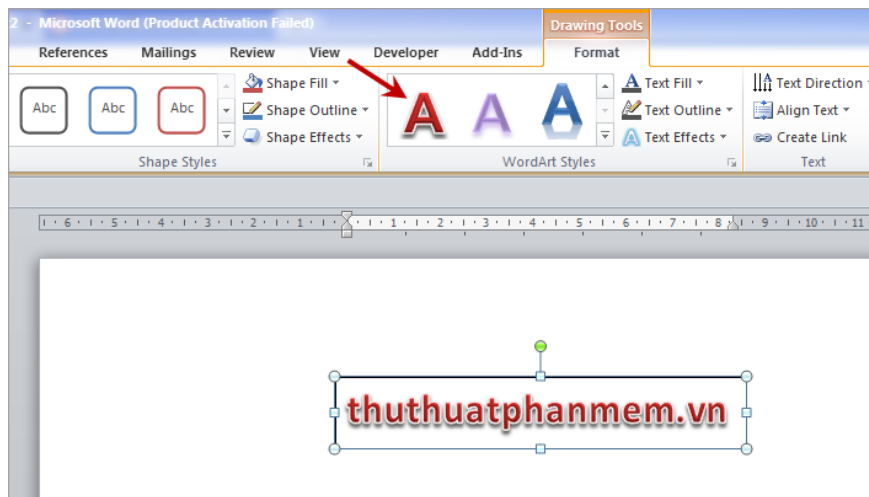 2 - Microsoft Word (Product Activation Failed)
Drawing Tools
References Mailings Review View Developer Add-Ins Format
Abc Abc Abc Shape Fill A A A A Text Fill Text Direction
Shape Outline Text Outline Align Text
Shape Effects A Text Effects Create Link
Shape Styles WordArt Styles Text
6 5 4 3 2 1 1 2 3 4 5 6 7 8 9 10 11
thuthuatphanmem.vn